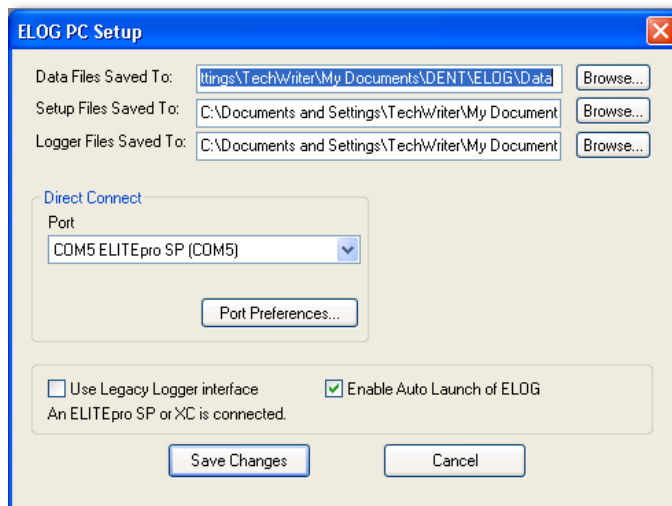 ELOG PC Setup
Data Files Saved To: ttings\TechWriter\My Documents\DENT\ELOG\Data Browse...
Setup Files Saved To: C:\Documents and Settings\TechWriter\My Document Browse...
Logger Files Saved To: C:\Documents and Settings\TechWriter\My Document Browse...
Direct Connect
Port
COM5 ELITEpro SP (COM5)
Port Preferences...
Use Legacy Logger interface Enable Auto Launch of ELOG
An ELITEpro SP or XC is connected.
Save Changes Cancel